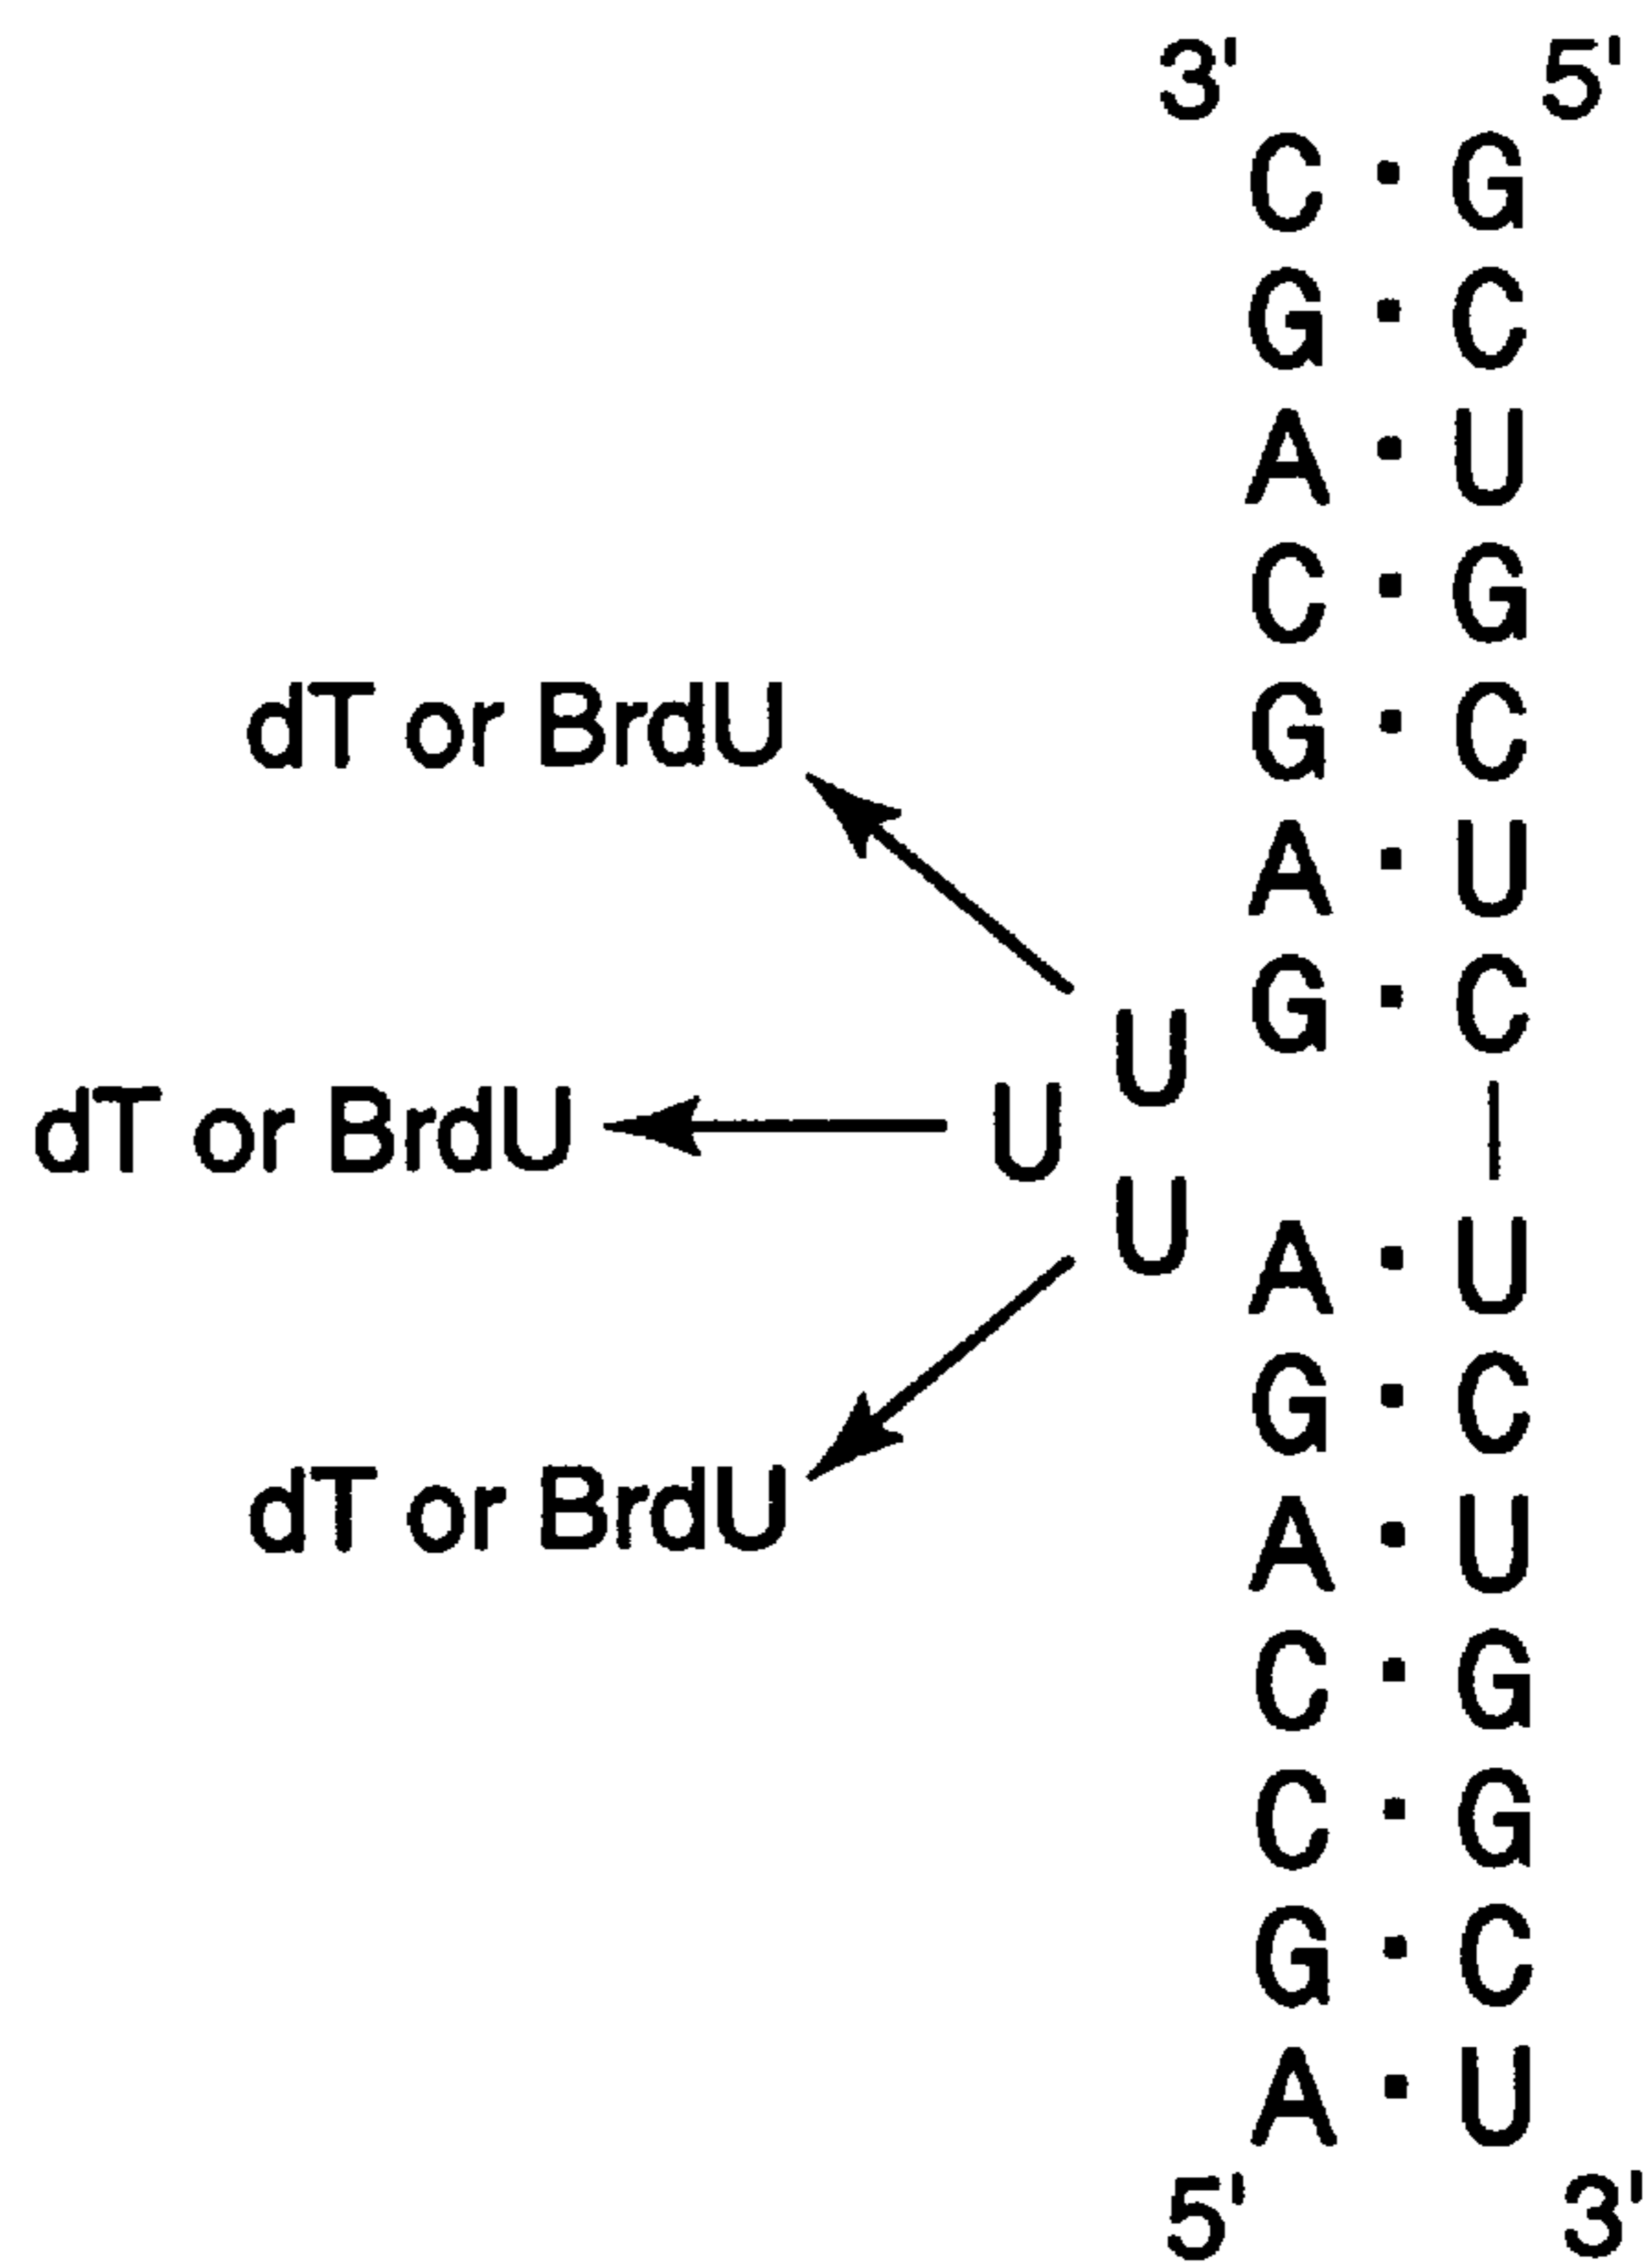 3' 5'
C · G
G · C
A · U
C · G
dT or BrdU G · C
A · U
G · C
U
dT or BrdU U
U
A · U
G · C
dT or BrdU A · U
C · G
C · G
G · C
A · U
5' 3'